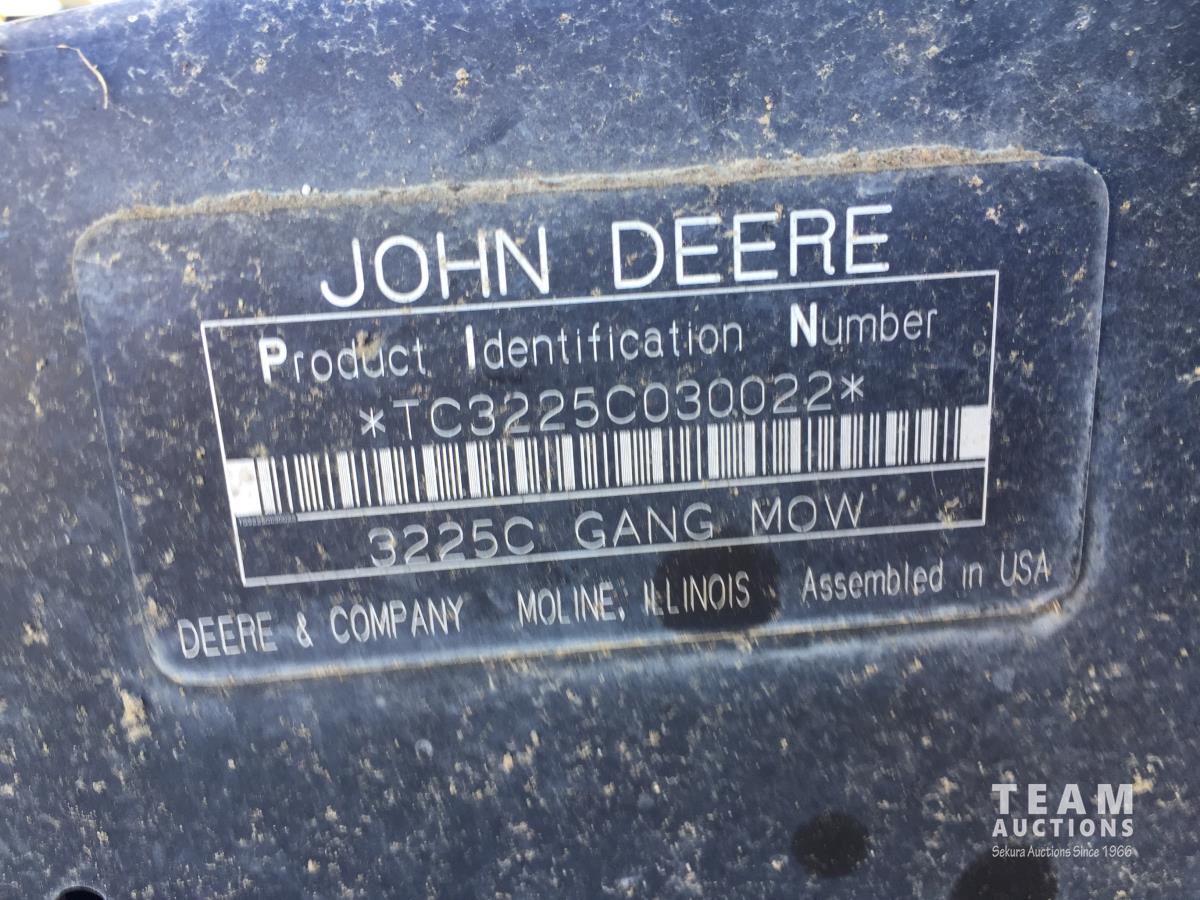 JOHN DEERE
Product Identification Number
*TC3225C030022*
3225C GANG MOW
DEERE & COMPANY MOLINE, ILLINOIS Assembled in USA
TEAM
AUCTIONS
Sekura Auctions Since 1966